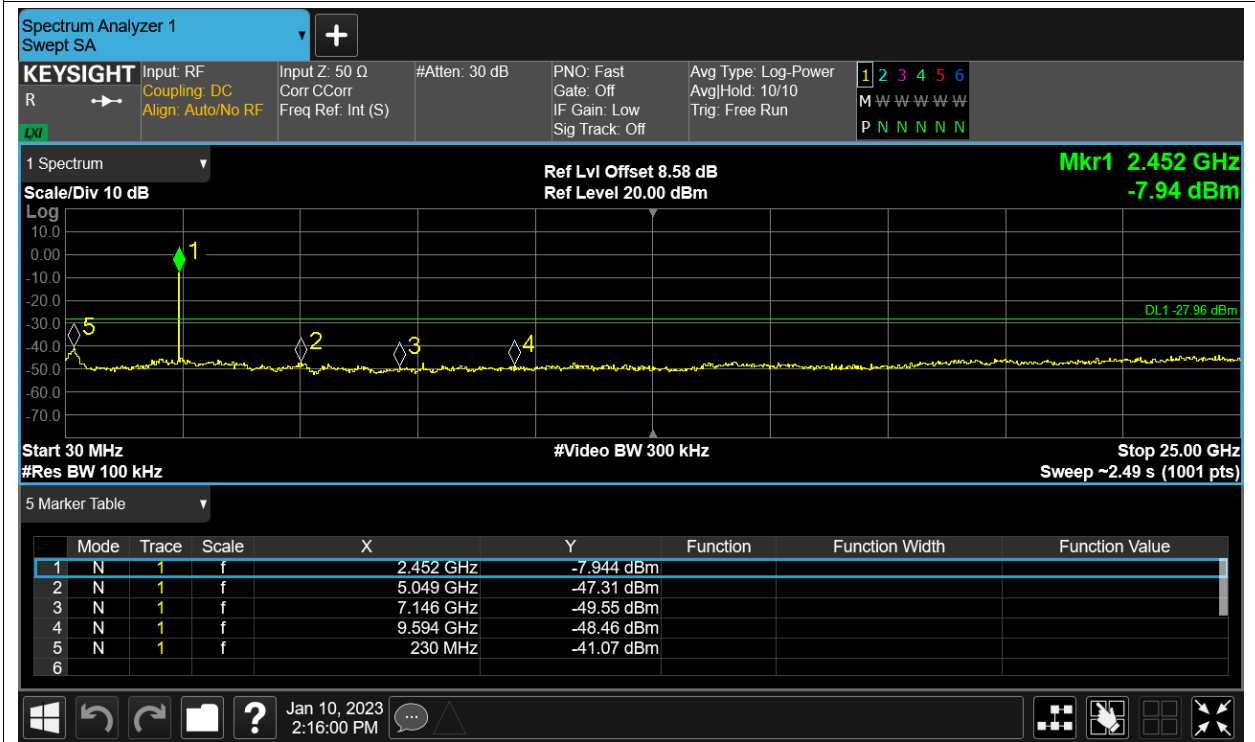 Spectrum Analyzer 1
Swept SA
+
KEYSIGHT Input: RF Input Z: 50 Ω #Atten: 30 dB PNO: Fast Avg Type: Log-Power 1 2 3 4 5 6
R Coupling: DC Corr CCorr Gate: Off Avg|Hold: 10/10 M W W W W W
Align: Auto/No RF Freq Ref: Int (S) IF Gain: Low Trig: Free Run
LXI Sig Track: Off P N N N N N
1 Spectrum Ref Lvl Offset 8.58 dB Mkr1 2.452 GHz
Scale/Div 10 dB Ref Level 20.00 dBm -7.94 dBm
Log
10.0
0.00 1
-10.0
-20.0
DL1 -27.96 dBm
-30.0 5
-40.0 2 3 4
-50.0
-60.0
-70.0
Start 30 MHz #Video BW 300 kHz Stop 25.00 GHz
#Res BW 100 kHz Sweep ~2.49 s (1001 pts)
5 Marker Table
Mode Trace Scale X Y Function Function Width Function Value
1 N 1 f 2.452 GHz -7.944 dBm
2 N 1 f 5.049 GHz -47.31 dBm
3 N 1 f 7.146 GHz -49.55 dBm
4 N 1 f 9.594 GHz -48.46 dBm
5 N 1 f 230 MHz -41.07 dBm
6
? Jan 10, 2023
2:16:00 PM